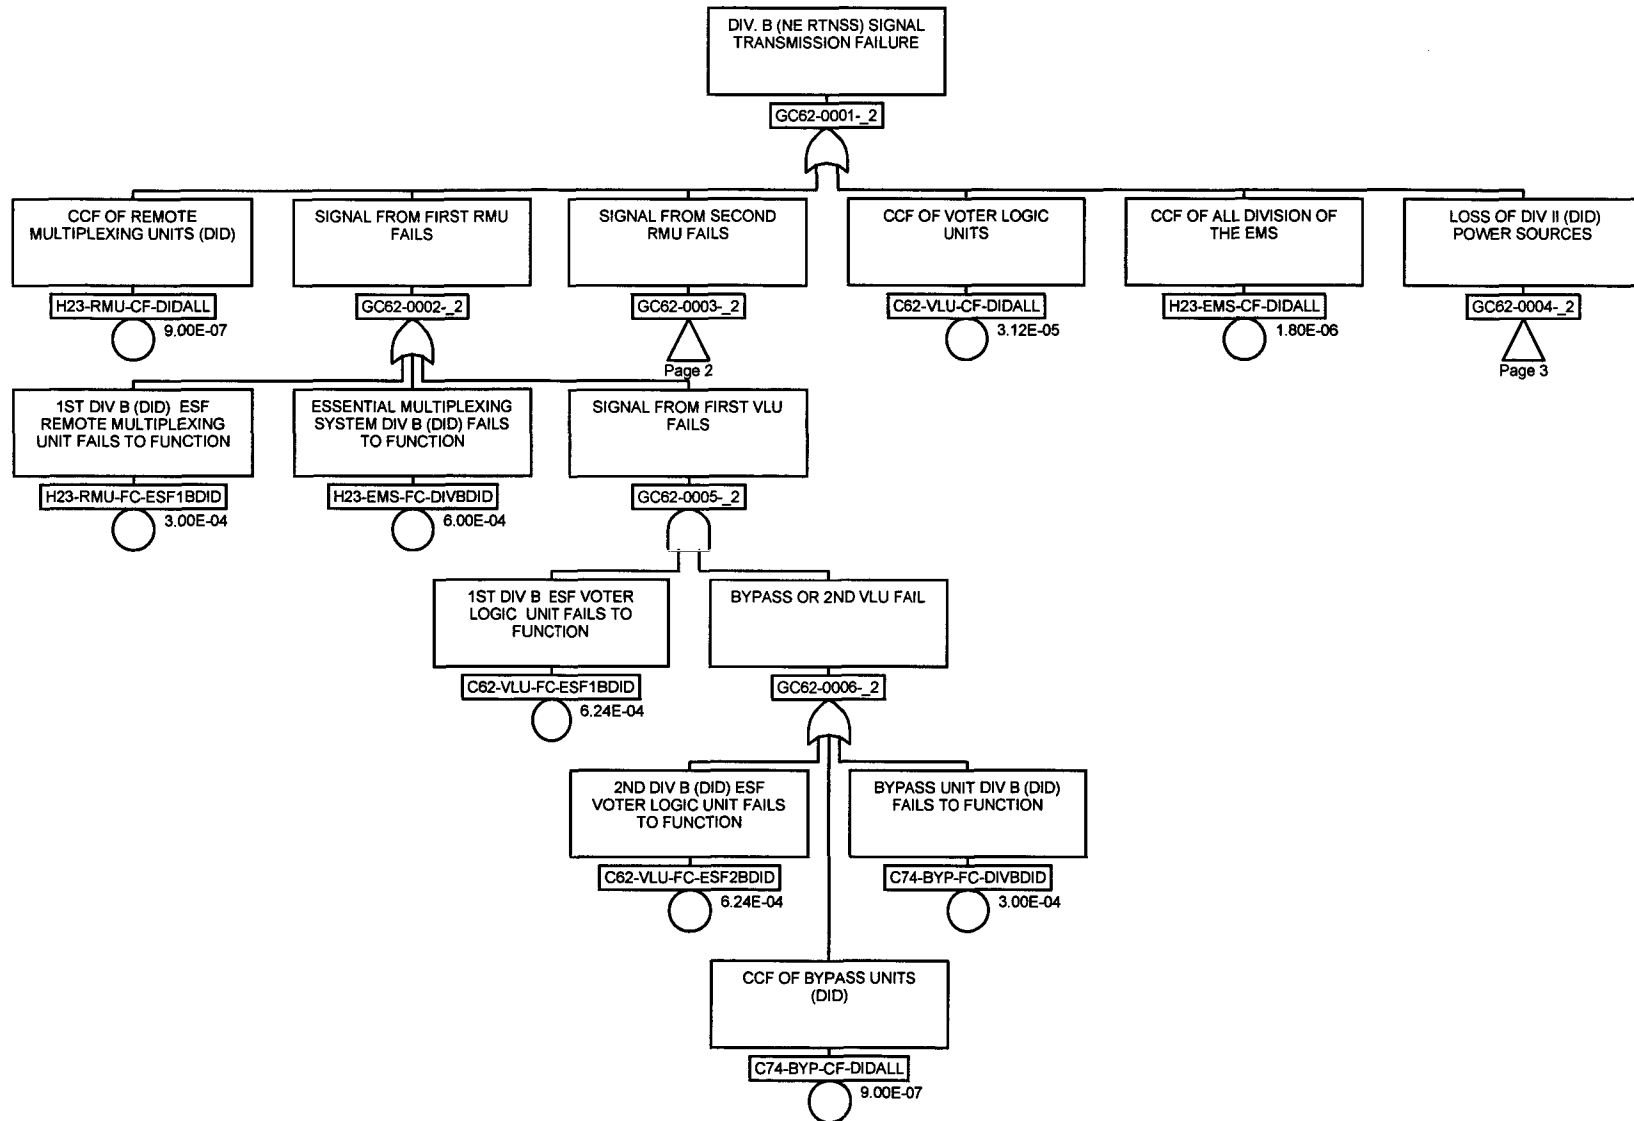 DIV. B (NE RTNSS) SIGNAL
TRANSMISSION FAILURE
GC62-0001-_2
CCF OF REMOTE
MULTIPLEXING UNITS (DID)
H23-RMU-CF-DIDALL
9.00E-07
SIGNAL FROM FIRST RMU
FAILS
GC62-0002-_2
SIGNAL FROM SECOND
RMU FAILS
GC62-0003-_2
Page 2
CCF OF VOTER LOGIC
UNITS
C62-VLU-CF-DIDALL
3.12E-05
CCF OF ALL DIVISION OF
THE EMS
H23-EMS-CF-DIDALL
1.80E-06
LOSS OF DIV II (DID)
POWER SOURCES
GC62-0004-_2
Page 3
1ST DIV B (DID) ESF
REMOTE MULTIPLEXING
UNIT FAILS TO FUNCTION
H23-RMU-FC-ESF1BDID
3.00E-04
ESSENTIAL MULTIPLEXING
SYSTEM DIV B (DID) FAILS
TO FUNCTION
H23-EMS-FC-DIVBDID
6.00E-04
SIGNAL FROM FIRST VLU
FAILS
GC62-0005-_2
1ST DIV B ESF VOTER
LOGIC UNIT FAILS TO
FUNCTION
C62-VLU-FC-ESF1BDID
6.24E-04
BYPASS OR 2ND VLU FAIL
GC62-0006-_2
2ND DIV B (DID) ESF
VOTER LOGIC UNIT FAILS
TO FUNCTION
C62-VLU-FC-ESF2BDID
6.24E-04
BYPASS UNIT DIV B (DID)
FAILS TO FUNCTION
C74-BYP-FC-DIVBDID
3.00E-04
CCF OF BYPASS UNITS
(DID)
C74-BYP-CF-DIDALL
9.00E-07